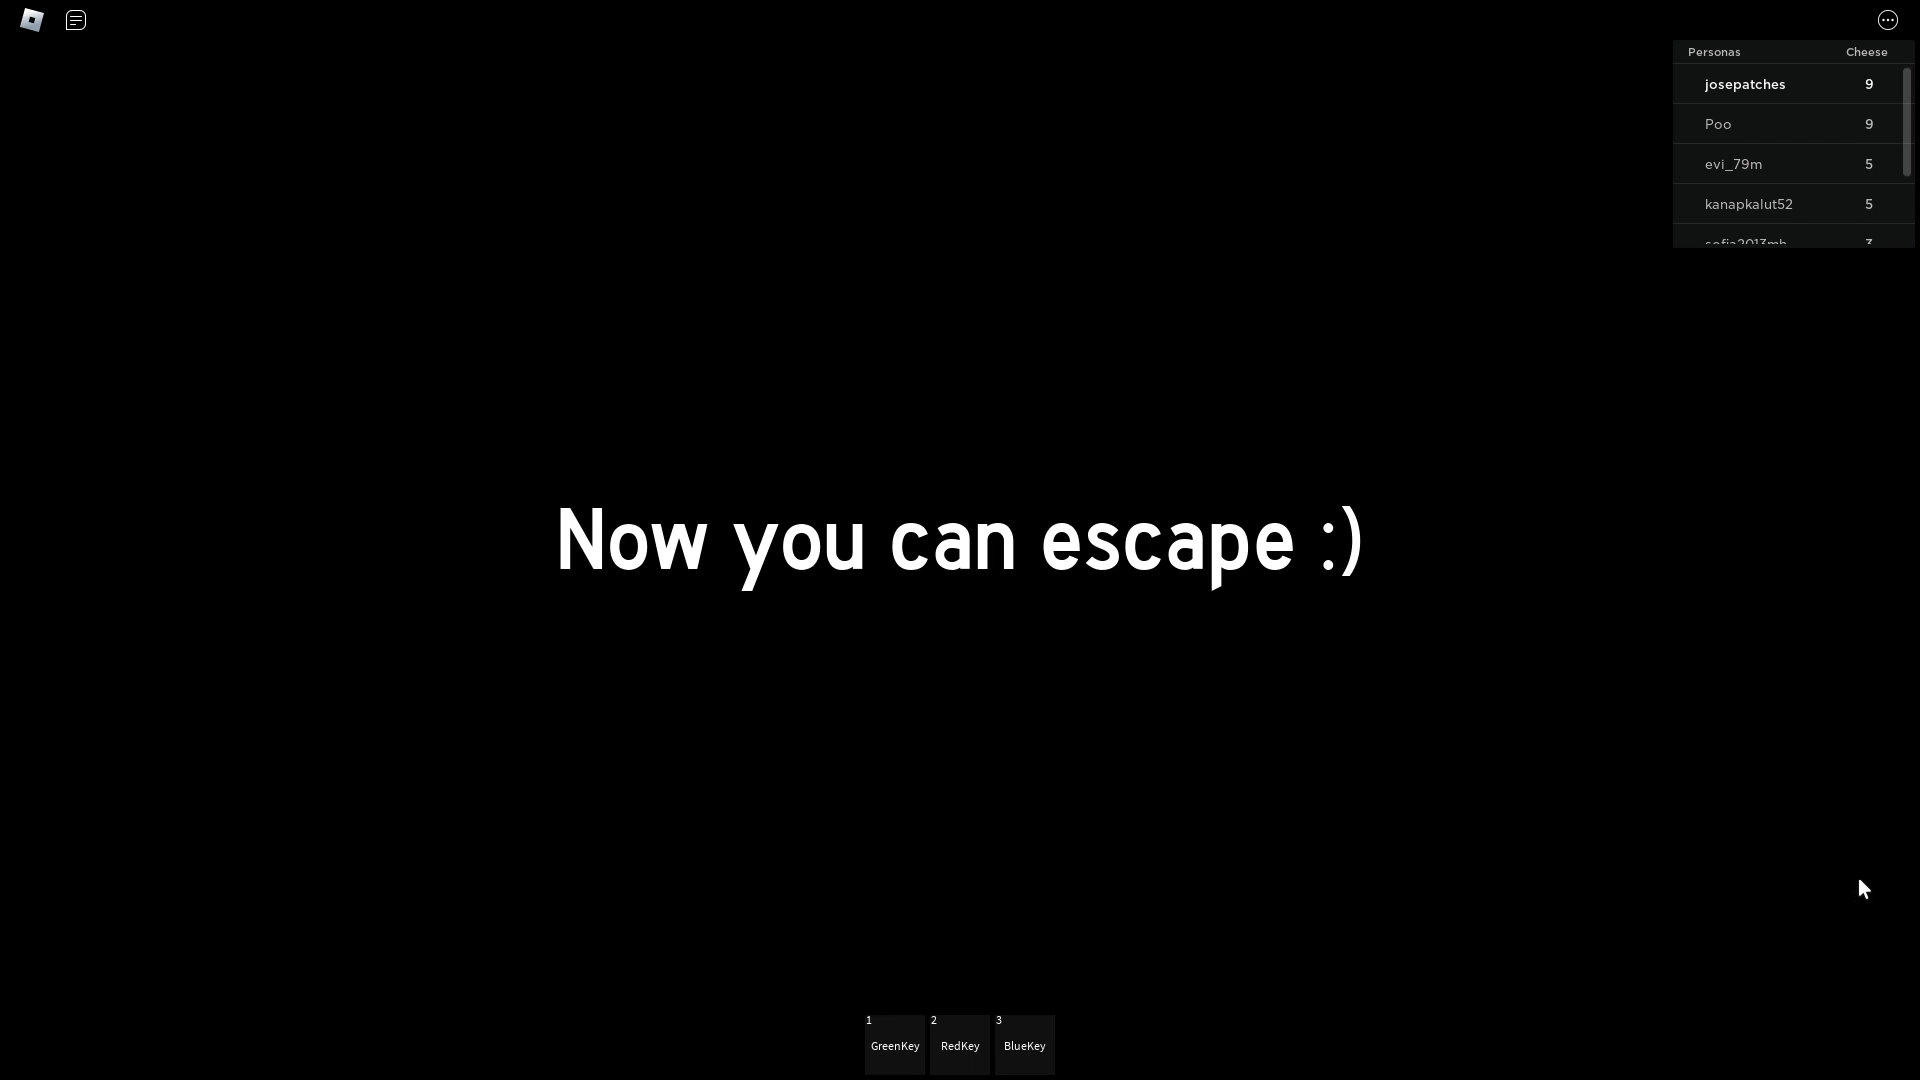 Personas Cheese
josepatches 9
Poo 9
evi_79m 5
kanapkalut52 5
Now you can escape :)
1 2 3
GreenKey RedKey BlueKey